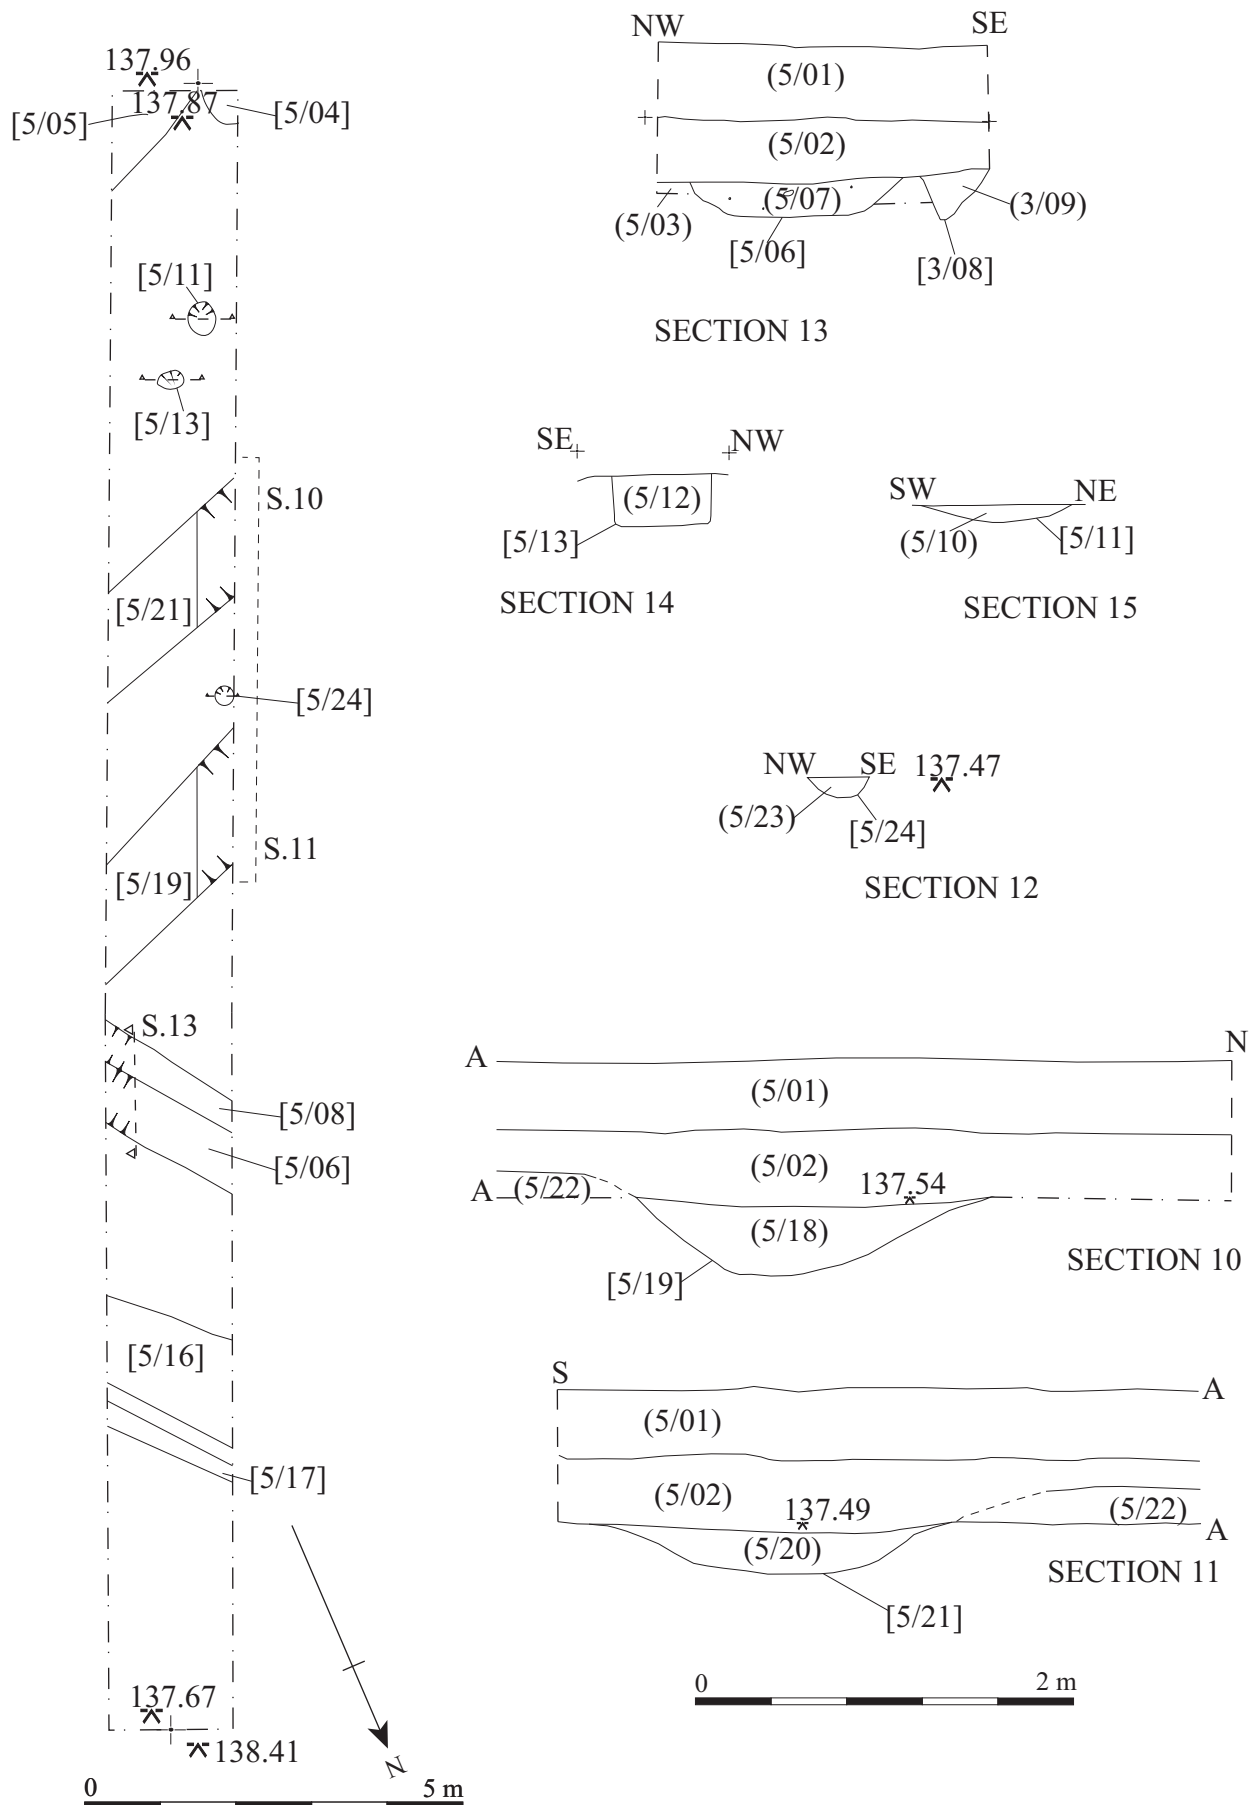 137.96
137.87
[5/05]
[5/04]
[5/11]
[5/13]
S.10
[5/21]
[5/24]
S.11
[5/19]
S.13
[5/08]
[5/06]
[5/16]
[5/17]
137.67
138.41
N
0 5 m
NW SE
(5/01)
(5/02)
(5/07)
(5/03)
(3/09)
[5/06]
[3/08]
SECTION 13
SE NW
(5/12)
[5/13]
SECTION 14
SW NE
(5/10)
[5/11]
SECTION 15
NW SE 137.47
(5/23)
[5/24]
SECTION 12
A N
(5/01)
(5/02)
A (5/22)
137.54
(5/18)
[5/19]
SECTION 10
S A
(5/01)
(5/02)
137.49
(5/22)
A
(5/20)
SECTION 11
[5/21]
0 2 m